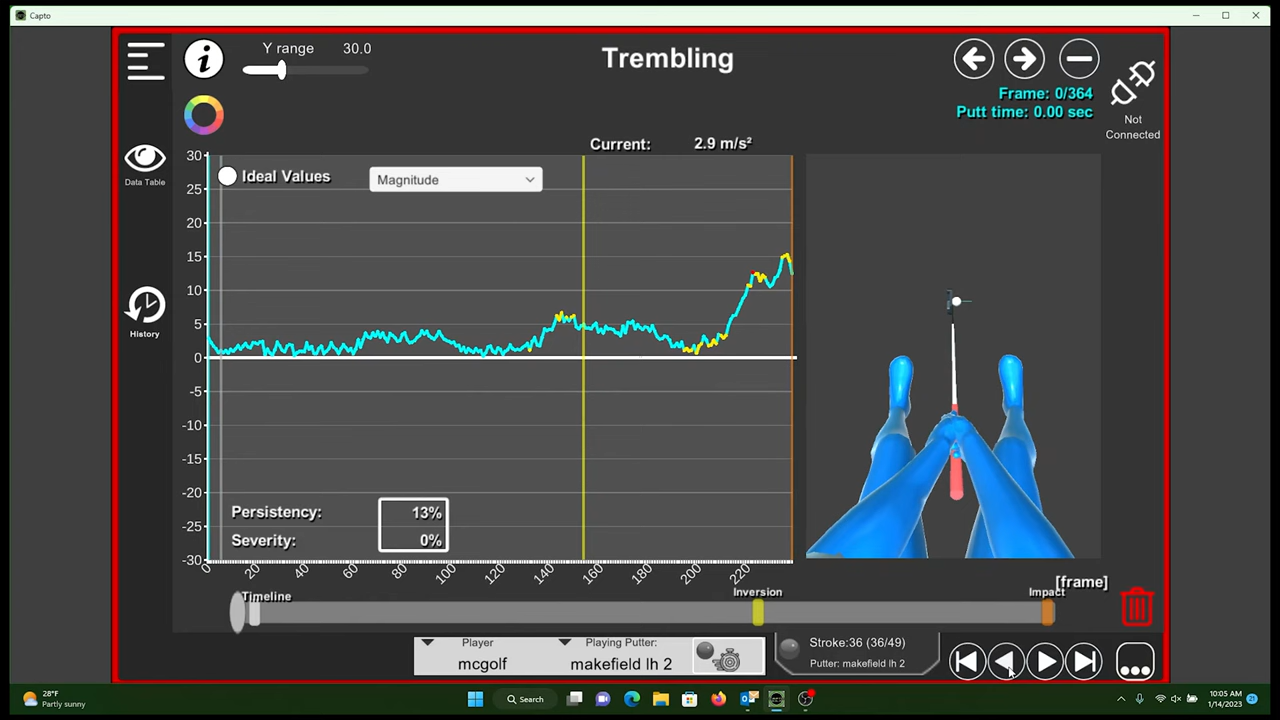 Capto
Y range 30.0
Trembling
Frame: 0/364
Putt time: 0.00 sec
Not
Connected
Current: 2.9 m/s²
Data Table
History
Ideal Values
Magnitude
30
25
20
15
10
5
0
-5
-10
-15
-20
-25
-30
Persistency: 13%
Severity: 0%
0 20 40 60 80 100 120 140 160 180 200 220
[frame]
Timeline
Inversion
Impact
Player
mcgolf
Playing Putter:
makefield lh 2
Stroke:36 (36/49)
Putter: makefield lh 2
28°F
Partly sunny
Search
10:05 AM
1/14/2023